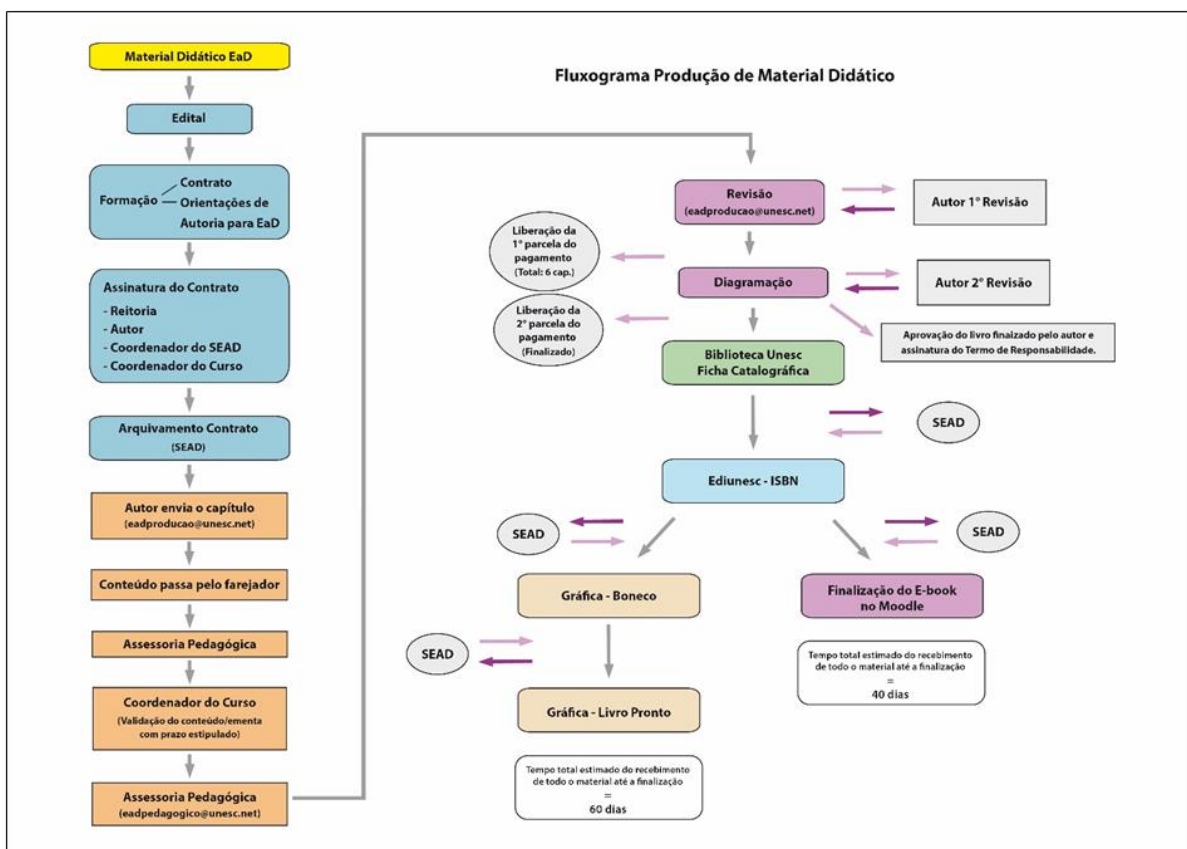 Fluxograma Produção de Material Didático
Material Didático EaD
Edital
Formação
Contrato
Orientações de
Autoria para EaD
Assinatura do Contrato
- Reitoria
- Autor
- Coordenador do SEAD
- Coordenador do Curso
Arquivamento Contrato
(SEAD)
Autor envia o capítulo
(eadproducao@unesc.net)
Conteúdo passa pelo farejador
Assessoria Pedagógica
Coordenador do Curso
(Validação do conteúdo/ementa
com prazo estipulado)
Assessoria Pedagógica
(eadpedagogico@unesc.net)
Revisão
(eadproducao@unesc.net)
Autor 1° Revisão
Liberação da
1° parcela do
pagamento
(Total: 6 cap.)
Diagramação
Autor 2° Revisão
Liberação da
2° parcela do
pagamento
(Finalizado)
Aprovação do livro finaizado pelo autor e
assinatura do Termo de Responsabilidade.
Biblioteca Unesc
Ficha Catalográfica
SEAD
Ediunesc - ISBN
SEAD
SEAD
Gráfica - Boneco
Finalização do E-book
no Moodle
SEAD
Tempo total estimado do recebimento
de todo o material até a finalização
=
40 dias
Gráfica - Livro Pronto
Tempo total estimado do recebimento
de todo o material até a finalização
=
60 dias